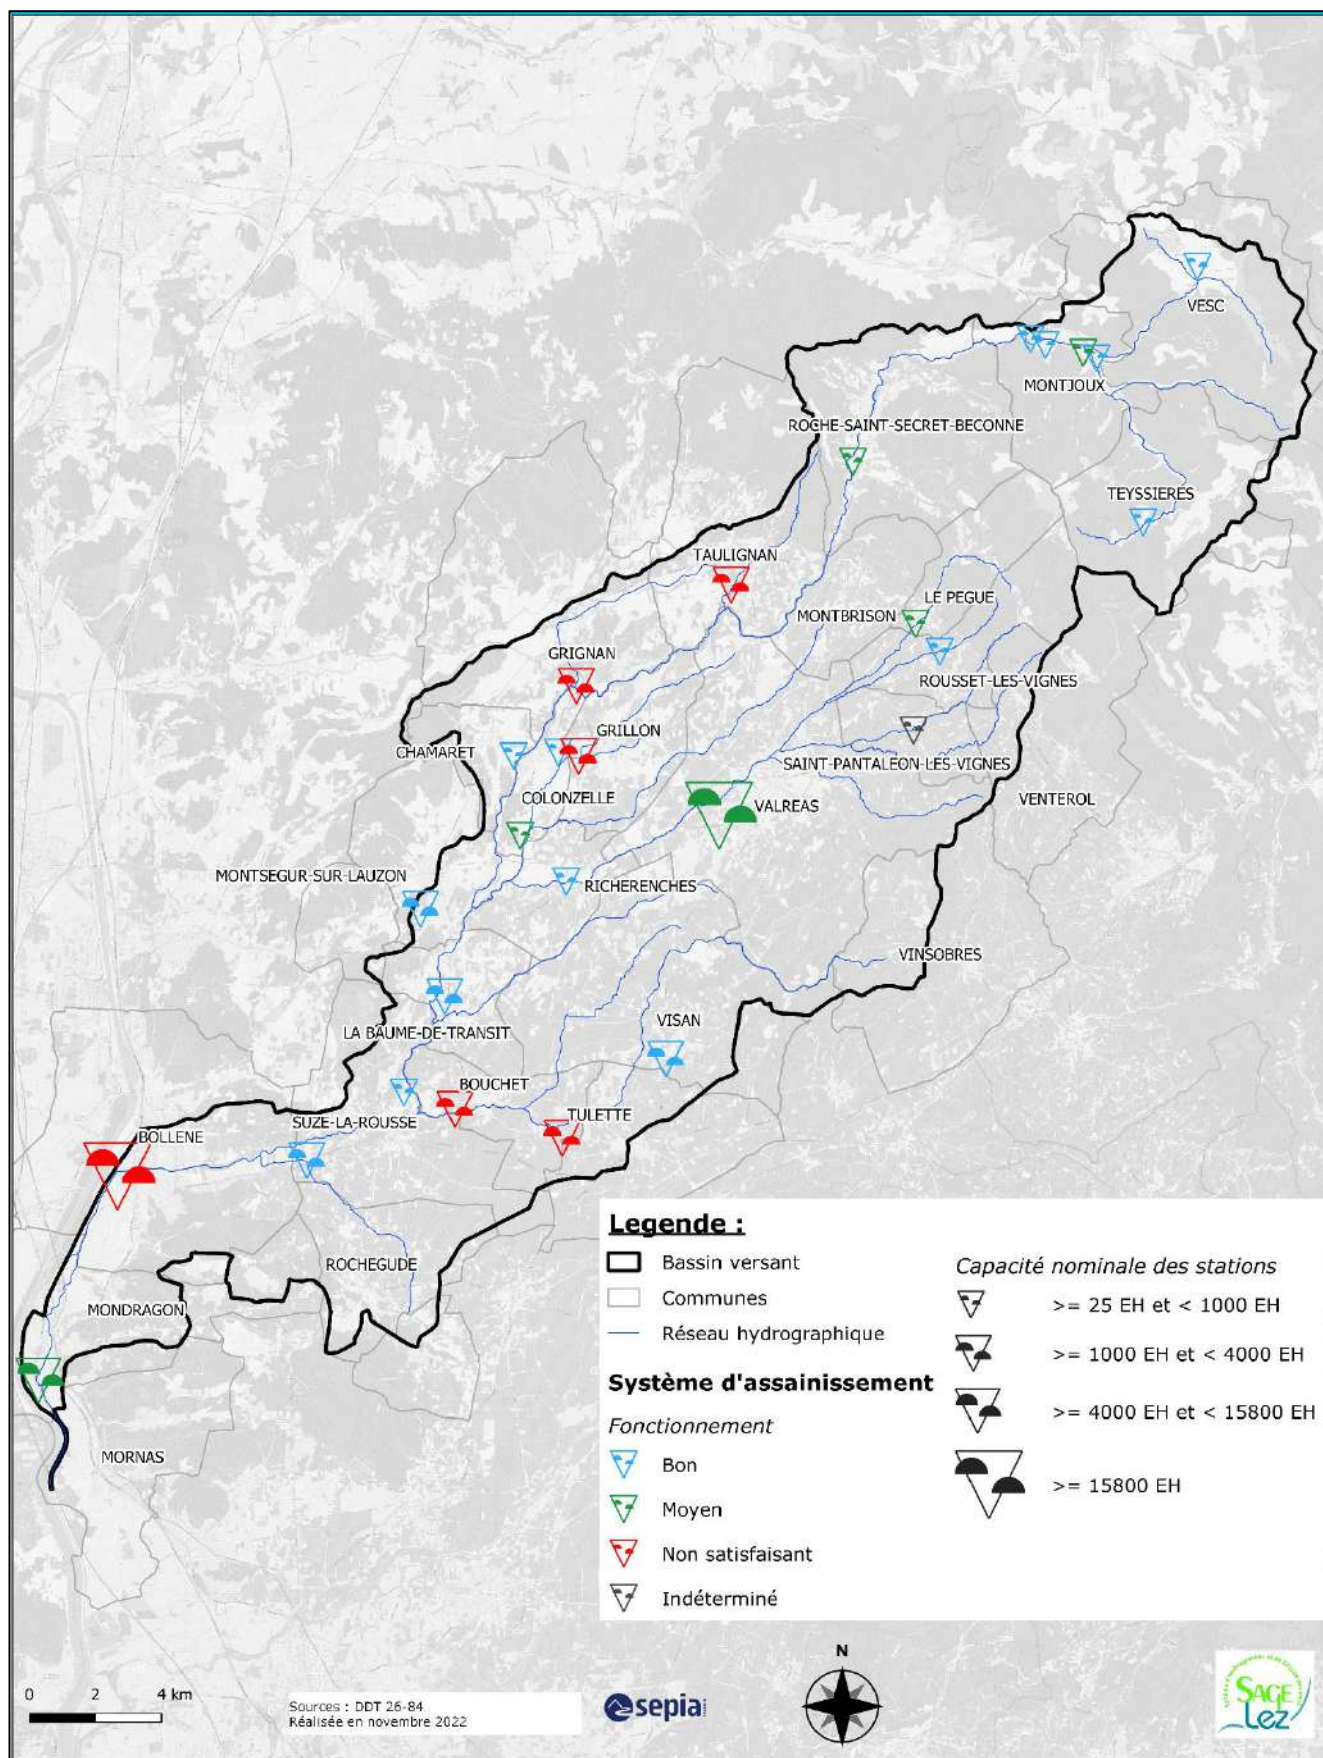 VESC
MONTJOUX
ROCHE-SAINT-SECRET-BECONNE
TEYSSIERES
TAULIGNAN
LE PEGUE
MONTBRISON
GRIGNAN
ROUSSET-LES-VIGNES
GRILLON
CHAMARET
SAINT-PANTALEON-LES-VIGNES
COLONZELLE
VALREAS
VENTEROL
MONTSEGUR-SUR-LAUZON
RICHERENCHES
VINSOBRES
VISAN
LA BAUME-DE-TRANSIT
BOUCHET
TULETTE
SUZE-LA-ROUSSE
BOLLENE
ROCHEGUDE
MONDRAGON
MORNAS
Legende :
Bassin versant
Communes
Réseau hydrographique
Système d'assainissement
Fonctionnement
Bon
Moyen
Non satisfaisant
Indéterminé
Capacité nominale des stations
>= 25 EH et < 1000 EH
>= 1000 EH et < 4000 EH
>= 4000 EH et < 15800 EH
>= 15800 EH
N
0 2 4 km
Sources : DDT 26-84
Réalisée en novembre 2022
sepia
SAGE
Lez